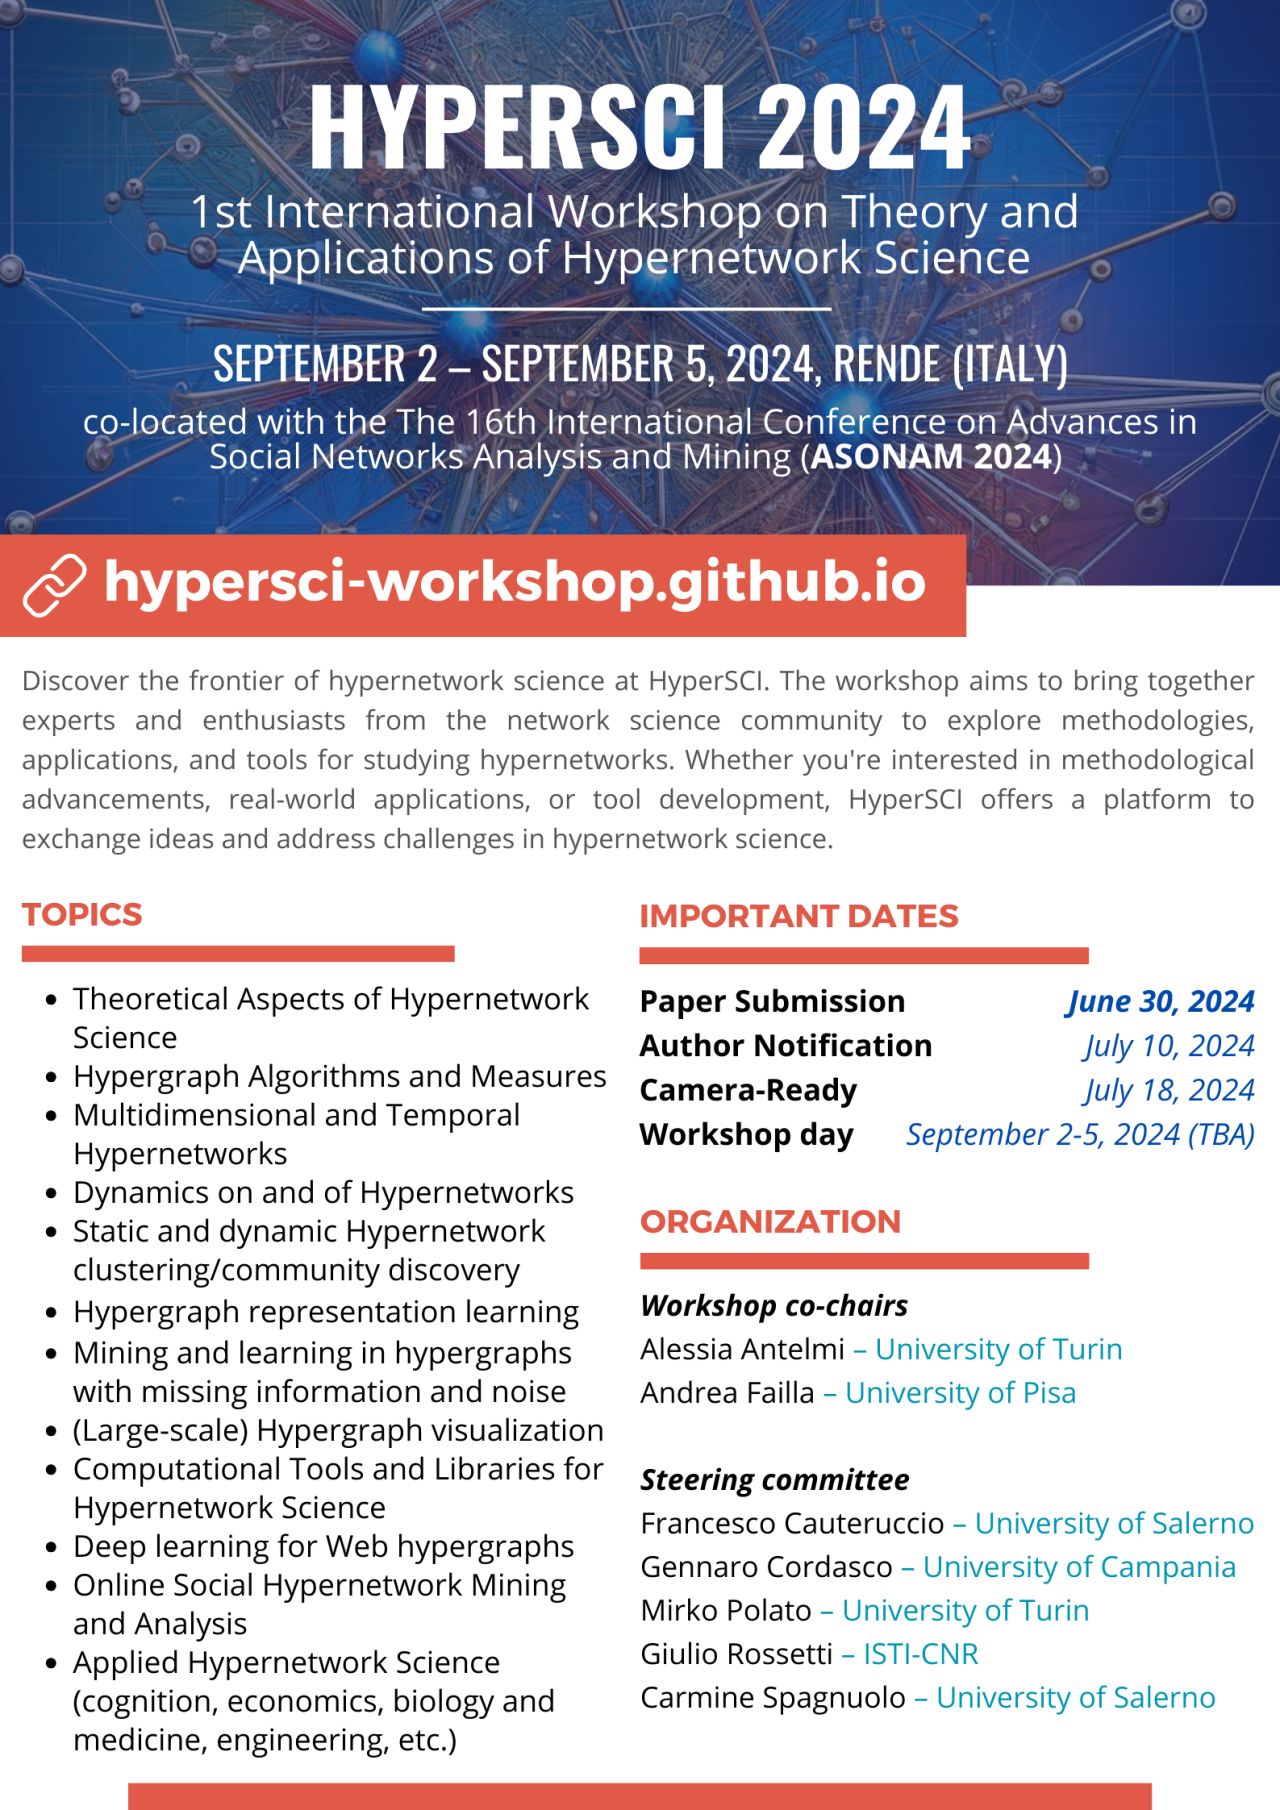 HYPERSCI 2024
1st International Workshop on Theory and
Applications of Hypernetwork Science
SEPTEMBER 2 – SEPTEMBER 5, 2024, RENDE (ITALY)
co-located with the The 16th International Conference on Advances in
Social Networks Analysis and Mining (ASONAM 2024)
hypersci-workshop.github.io
Discover the frontier of hypernetwork science at HyperSCI. The workshop aims to bring together
experts and enthusiasts from the network science community to explore methodologies,
applications, and tools for studying hypernetworks. Whether you're interested in methodological
advancements, real-world applications, or tool development, HyperSCI offers a platform to
exchange ideas and address challenges in hypernetwork science.
TOPICS
• Theoretical Aspects of Hypernetwork
Science
• Hypergraph Algorithms and Measures
• Multidimensional and Temporal
Hypernetworks
• Dynamics on and of Hypernetworks
• Static and dynamic Hypernetwork
clustering/community discovery
• Hypergraph representation learning
• Mining and learning in hypergraphs
with missing information and noise
• (Large-scale) Hypergraph visualization
• Computational Tools and Libraries for
Hypernetwork Science
• Deep learning for Web hypergraphs
• Online Social Hypernetwork Mining
and Analysis
• Applied Hypernetwork Science
(cognition, economics, biology and
medicine, engineering, etc.)
IMPORTANT DATES
Paper Submission June 30, 2024
Author Notification July 10, 2024
Camera-Ready July 18, 2024
Workshop day September 2-5, 2024 (TBA)
ORGANIZATION
Workshop co-chairs
Alessia Antelmi – University of Turin
Andrea Failla – University of Pisa
Steering committee
Francesco Cauteruccio – University of Salerno
Gennaro Cordasco – University of Campania
Mirko Polato – University of Turin
Giulio Rossetti – ISTI-CNR
Carmine Spagnuolo – University of Salerno